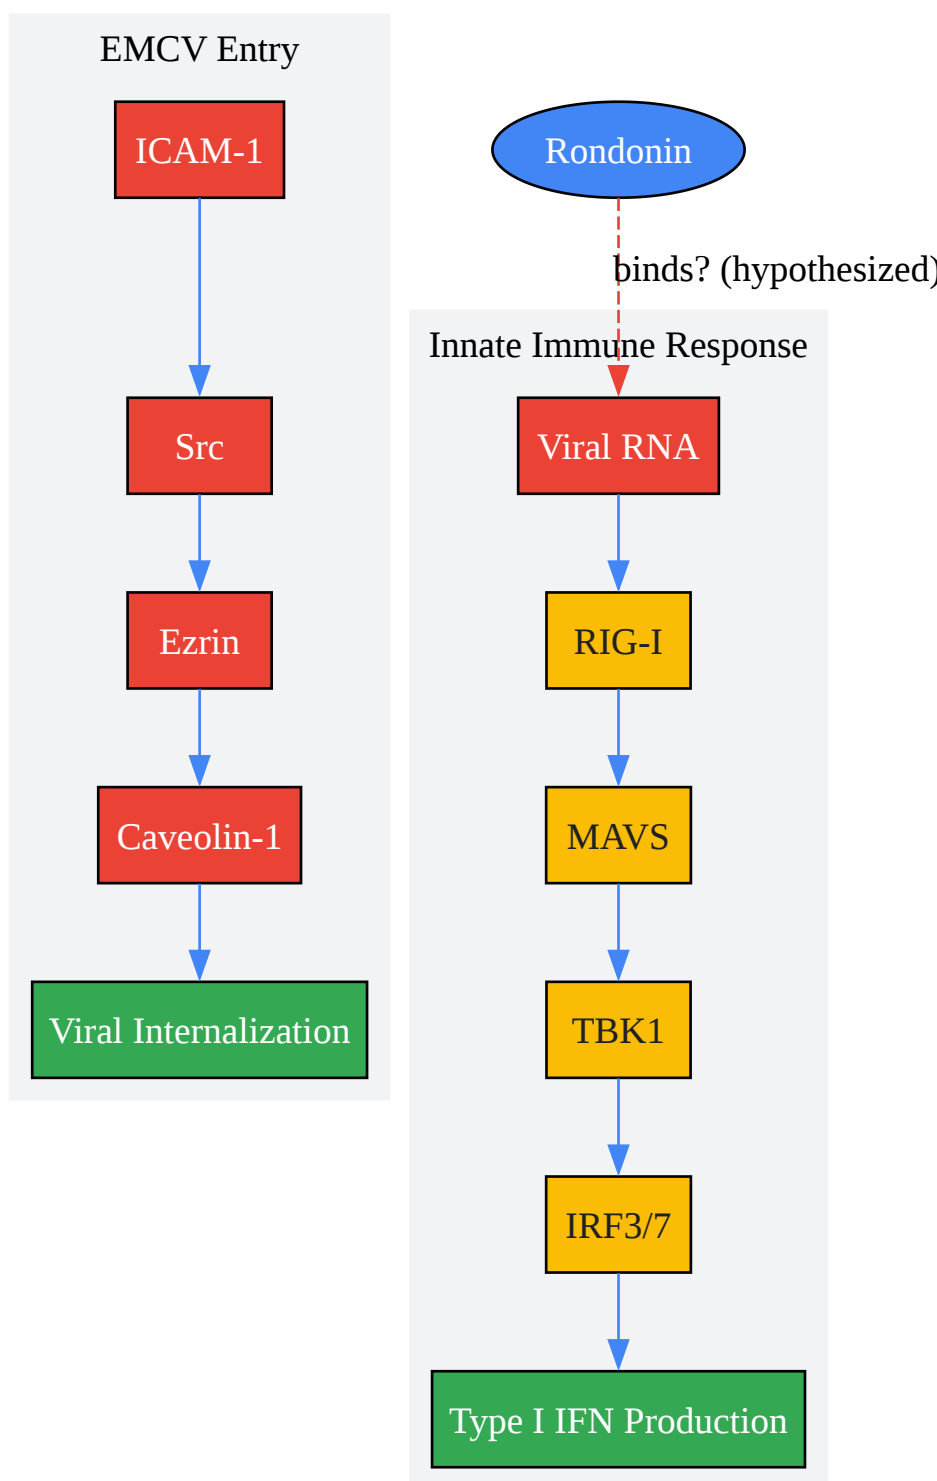 EMCV Entry
ICAM-1
Src
Ezrin
Caveolin-1
Viral Internalization
Rondonin
binds? (hypothesized)
Innate Immune Response
Viral RNA
RIG-I
MAVS
TBK1
IRF3/7
Type I IFN Production